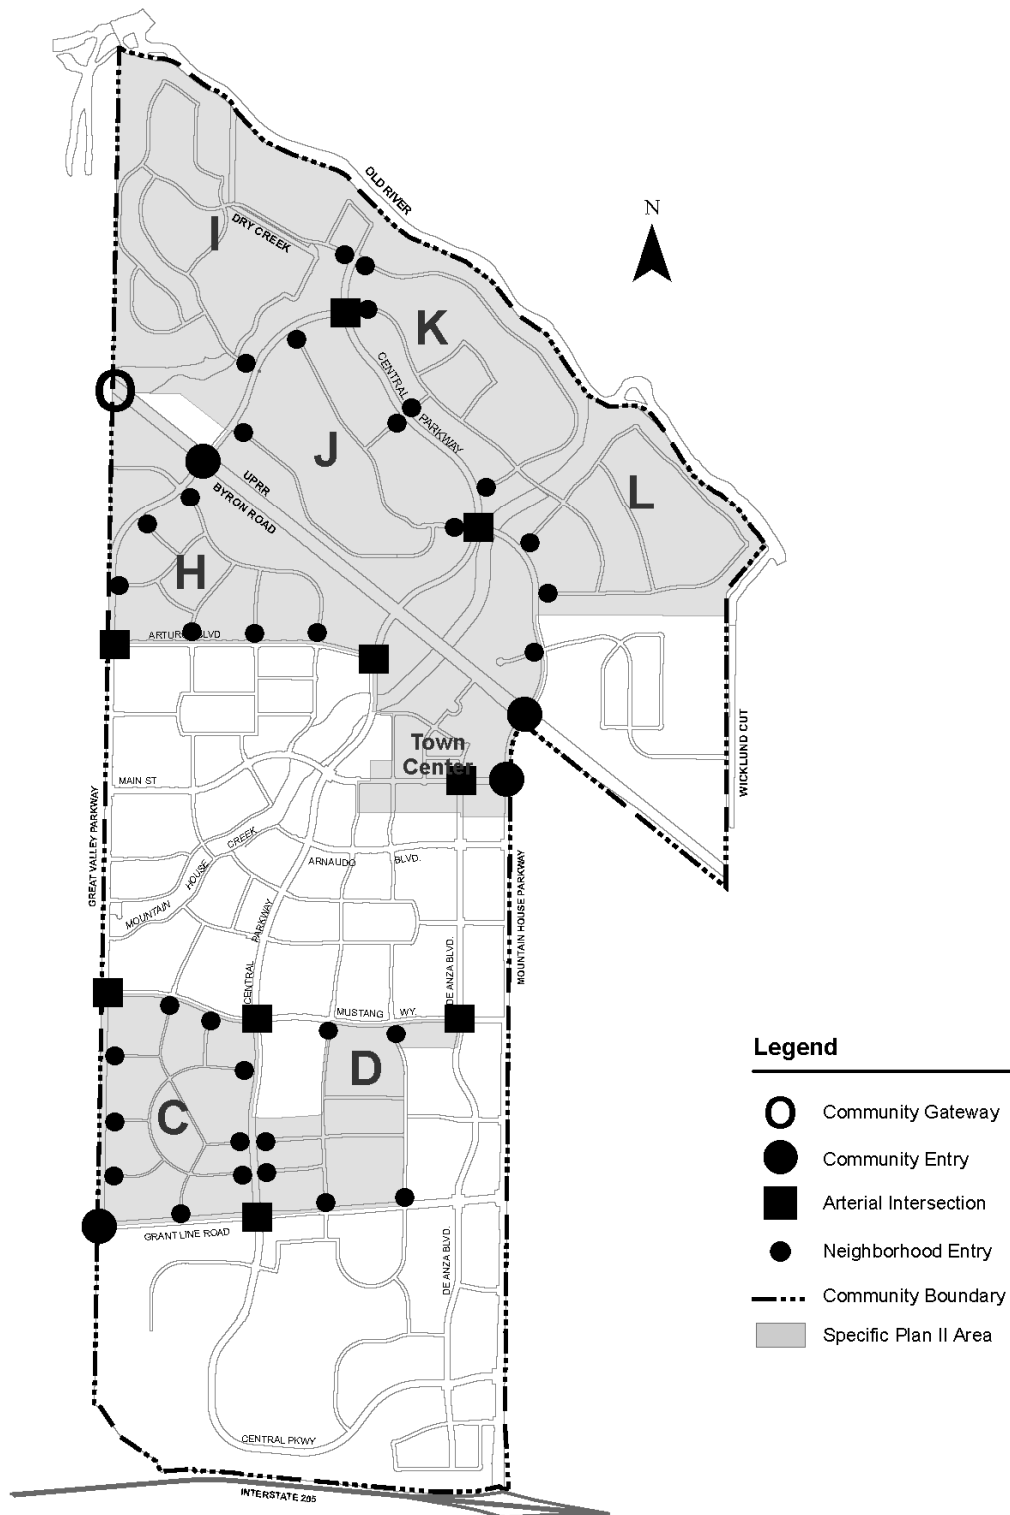 OLD RIVER
N
I
DRY CREEK
K
CENTRAL
PARKWAY
J
UPRR
BYRON ROAD
L
H
ARTURO BLVD
Town
Center
MAIN ST
GREAT VALLEY PARKWAY
WICKLUND CUT
MOUNTAIN
HOUSE
CREEK
ARNAUDO
BLVD.
CENTRAL
PARKWAY
MOUNTAIN HOUSE PARKWAY
DE ANZA BLVD.
MUSTANG
WY.
D
C
GRANT LINE ROAD
DE ANZA BLVD.
CENTRAL PKWY
INTERSTATE 205
Legend
Community Gateway
Community Entry
Arterial Intersection
Neighborhood Entry
Community Boundary
Specific Plan II Area